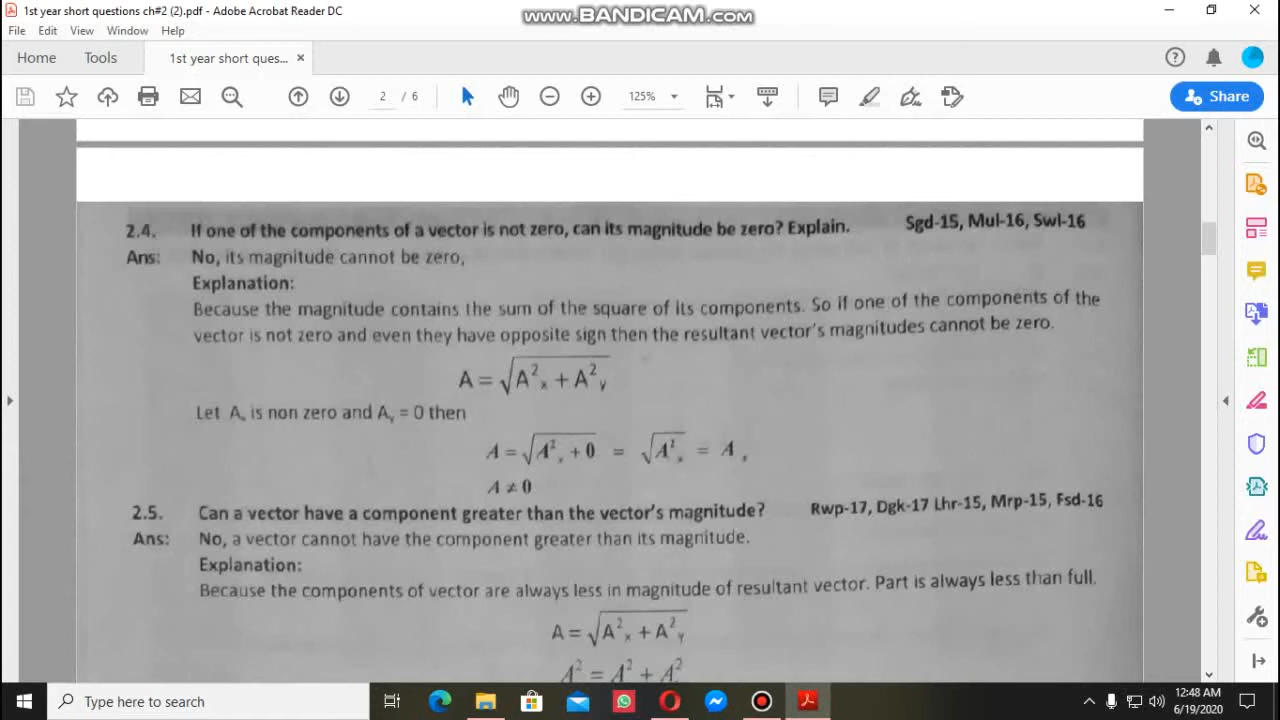 1st year short questions ch#2 (2).pdf - Adobe Acrobat Reader DC
www.BANDICAM.com
File Edit View Window Help
Home Tools 1st year short ques... ×
2 / 6 125% Share
2.4. If one of the components of a vector is not zero, can its magnitude be zero? Explain. Sgd-15, Mul-16, Swl-16
Ans: No, its magnitude cannot be zero,
Explanation:
Because the magnitude contains the sum of the square of its components. So if one of the components of the
vector is not zero and even they have opposite sign then the resultant vector's magnitudes cannot be zero.
A = √(A²ₓ + A²ᵧ)
Let Aₓ is non zero and Aᵧ = 0 then
A = √(A²ₓ + 0) = √(A²ₓ) = Aₓ
A ≠ 0
2.5. Can a vector have a component greater than the vector's magnitude? Rwp-17, Dgk-17 Lhr-15, Mrp-15, Fsd-16
Ans: No, a vector cannot have the component greater than its magnitude.
Explanation:
Because the components of vector are always less in magnitude of resultant vector. Part is always less than full.
A = √(A²ₓ + A²ᵧ)
A² = A² + A²
Type here to search
12:48 AM
6/19/2020